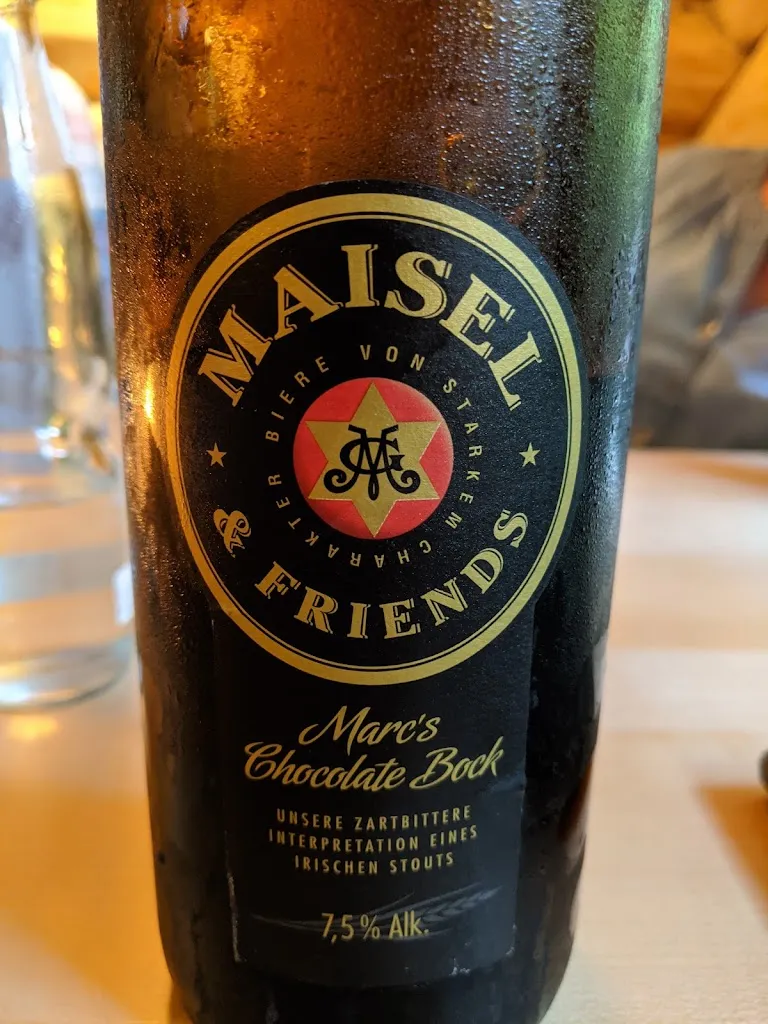 MAISEL
& FRIENDS
BIERE VON STARKEM CHARAKTER
Marc's
Chocolate Bock
UNSERE ZARTBITTERE
INTERPRETATION EINES
IRISCHEN STOUTS
7,5% Alk.